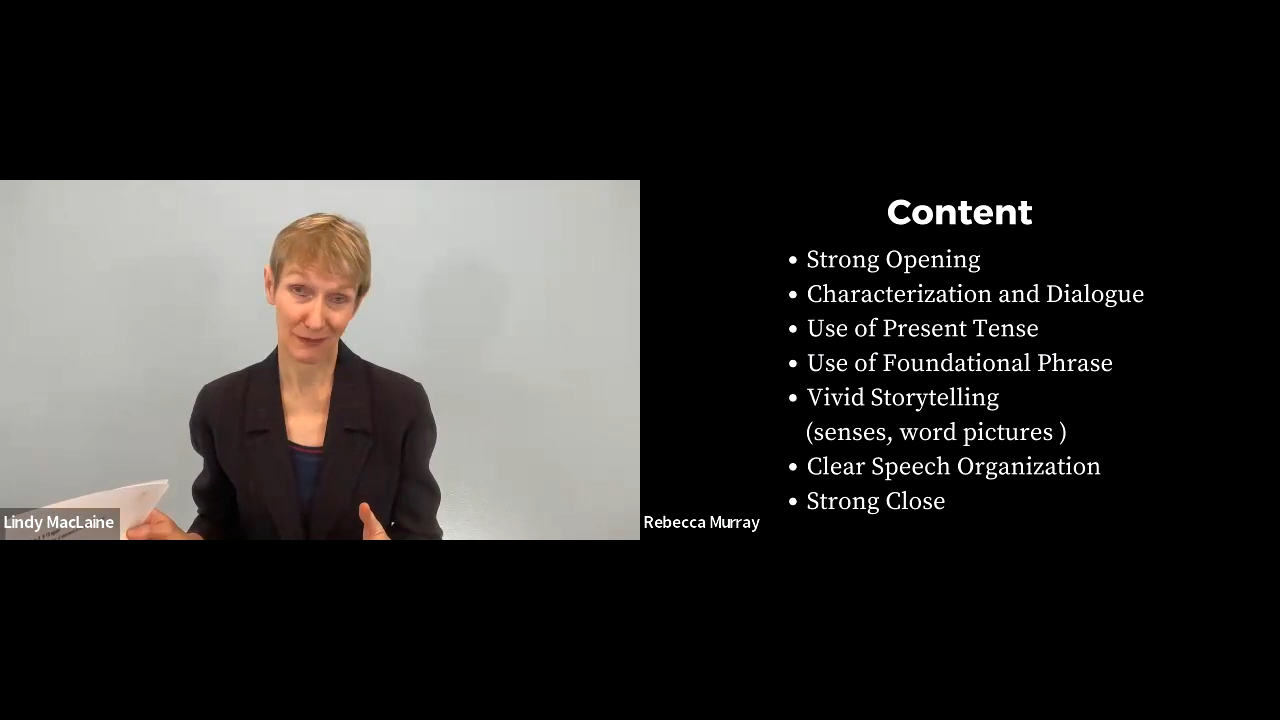 Content
• Strong Opening
• Characterization and Dialogue
• Use of Present Tense
• Use of Foundational Phrase
• Vivid Storytelling
(senses, word pictures )
• Clear Speech Organization
• Strong Close
Lindy MacLaine
Rebecca Murray